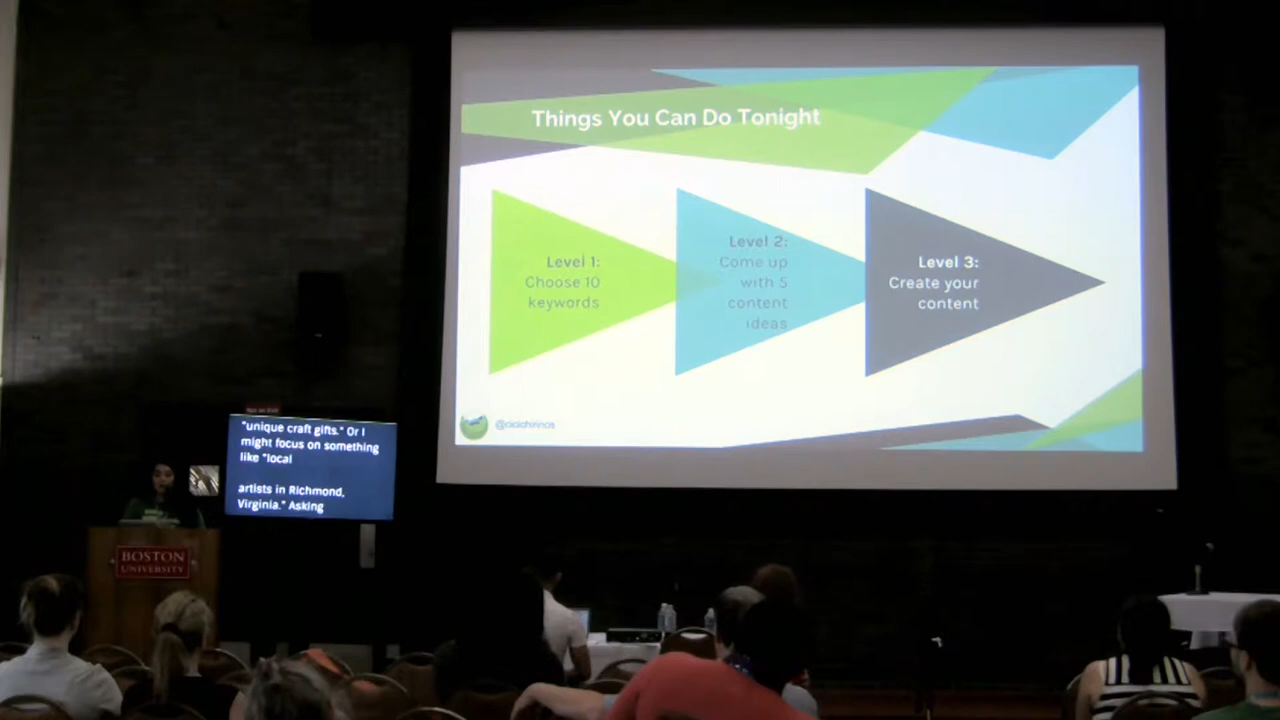 Things You Can Do Tonight
Level 1:
Choose 10
keywords
Level 2:
Come up
with 5
content
ideas
Level 3:
Create your
content
"unique craft gifts." Or I
might focus on something
like "local
artists in Richmond,
Virginia." Asking
BOSTON
UNIVERSITY